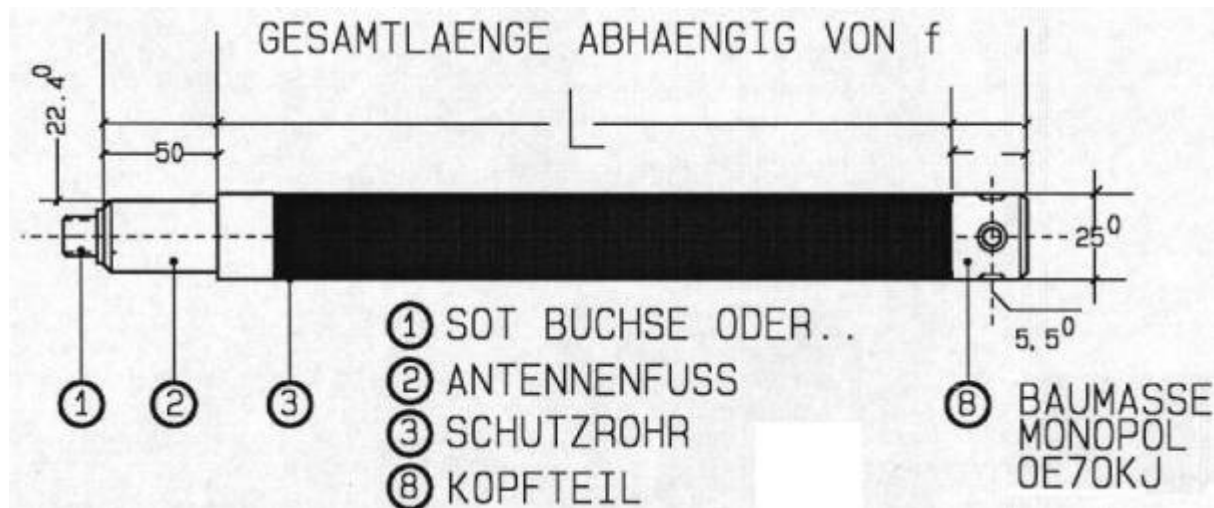 GESAMTLAENGE ABHAENGIG VON f
22.4⁰
50
L
25⁰
5,5⁰
① SOT BUCHSE ODER..
② ANTENNENFUSS
③ SCHUTZROHR
⑧ KOPFTEIL
① ② ③ ⑧
BAUMASSE
MONOPOL
OE7OKJ